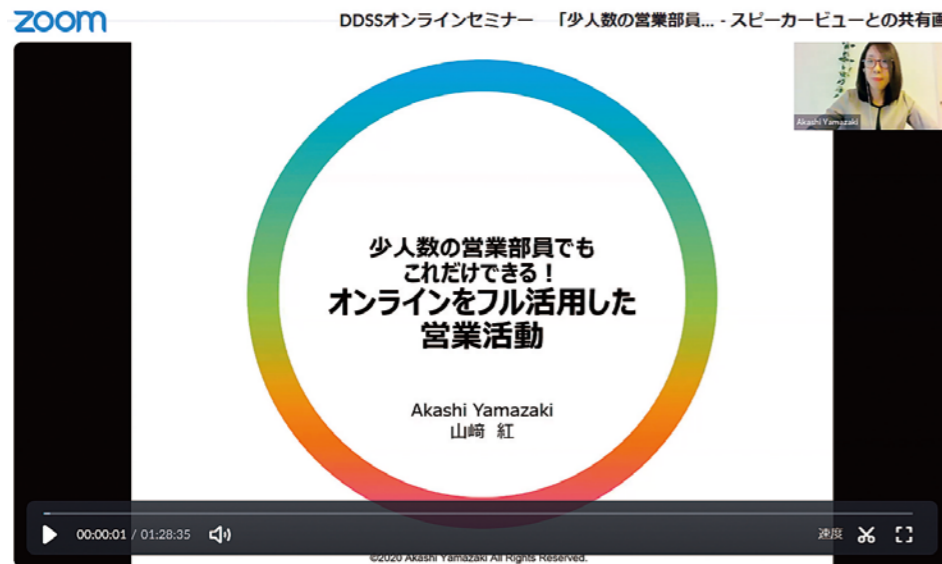 zoom
DDSSオンラインセミナー 「少人数の営業部員... - スピーカービューとの共有画
Akashi Yamazaki
少人数の営業部員でも
これだけできる！
オンラインをフル活用した
営業活動
Akashi Yamazaki
山﨑 紅
00:00:01 / 01:28:35
速度
©2020 Akashi Yamazaki All Rights Reserved.